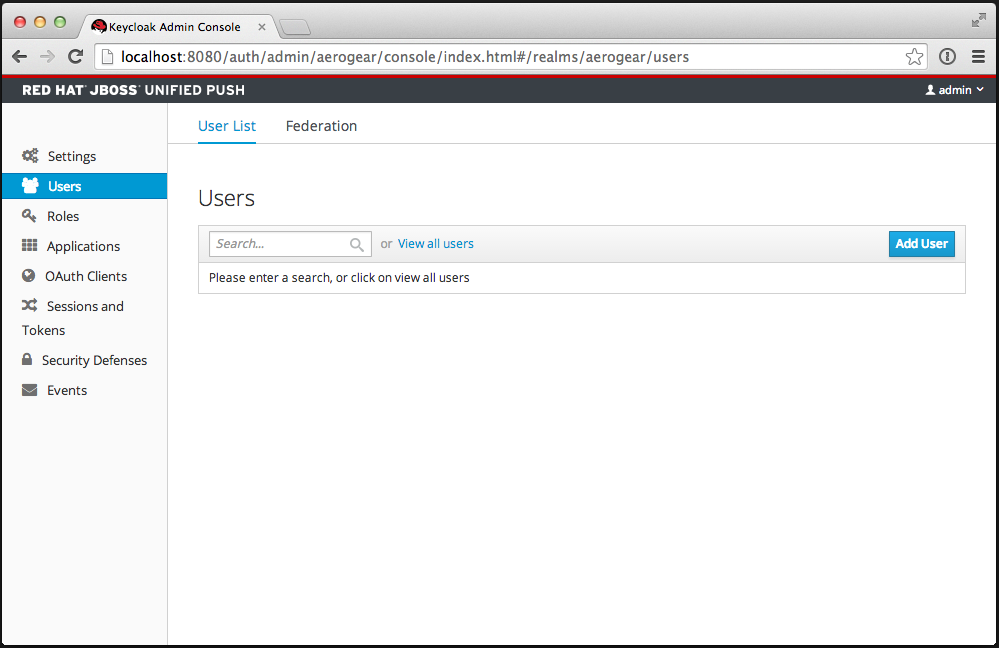 Keycloak Admin Console
localhost:8080/auth/admin/aerogear/console/index.html#/realms/aerogear/users
RED HAT JBOSS UNIFIED PUSH
admin
User List
Federation
Settings
Users
Roles
Applications
OAuth Clients
Sessions and
Tokens
Security Defenses
Events
Users
Search...
or View all users
Add User
Please enter a search, or click on view all users